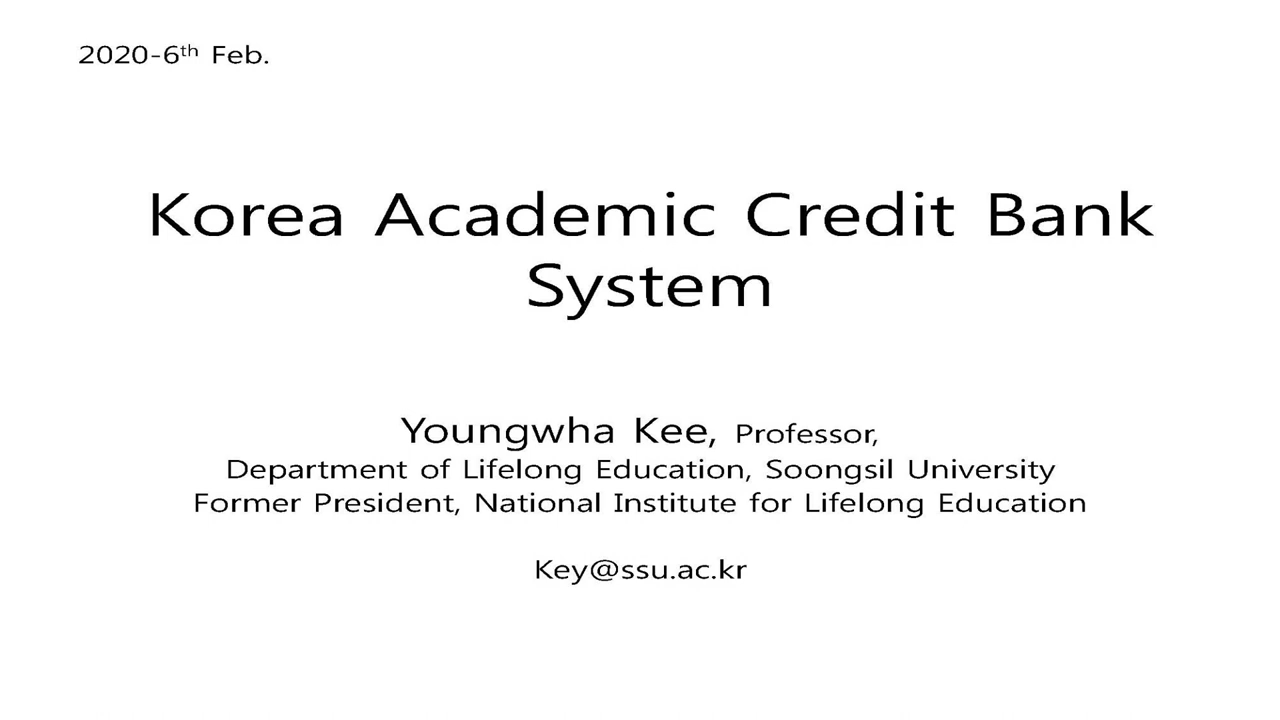 2020-6th Feb.
Korea Academic Credit Bank
System
Youngwha Kee, Professor,
Department of Lifelong Education, Soongsil University
Former President, National Institute for Lifelong Education
Key@ssu.ac.kr